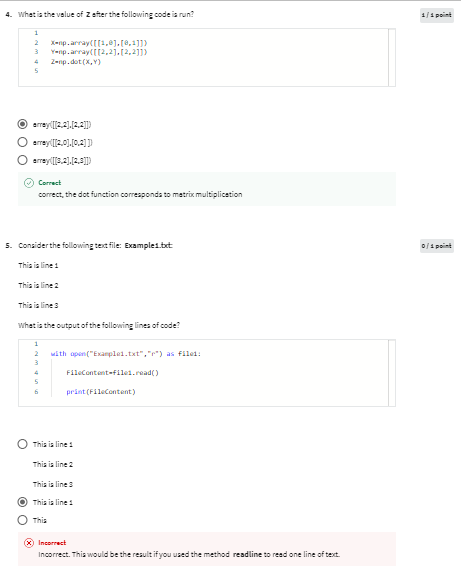 4. What is the value of Z after the following code is run?
1 / 1 point
1
2 X=np.array([[1,0],[0,1]])
3 Y=np.array([[2,2],[2,2]])
4 Z=np.dot(X,Y)
5
array([[2,2],[2,2]])
array([[2,0],[0,2]])
array([[3,2],[2,3]])
Correct
correct, the dot function corresponds to matrix multiplication
5. Consider the following text file: Example1.txt:
0 / 1 point
This is line 1
This is line 2
This is line 3
What is the output of the following lines of code?
1
2 with open("Example1.txt","r") as file1:
3
4 FileContent=file1.read()
5
6 print(FileContent)
This is line 1
This is line 2
This is line 3
This is line 1
This
Incorrect
Incorrect. This would be the result if you used the method readline to read one line of text.